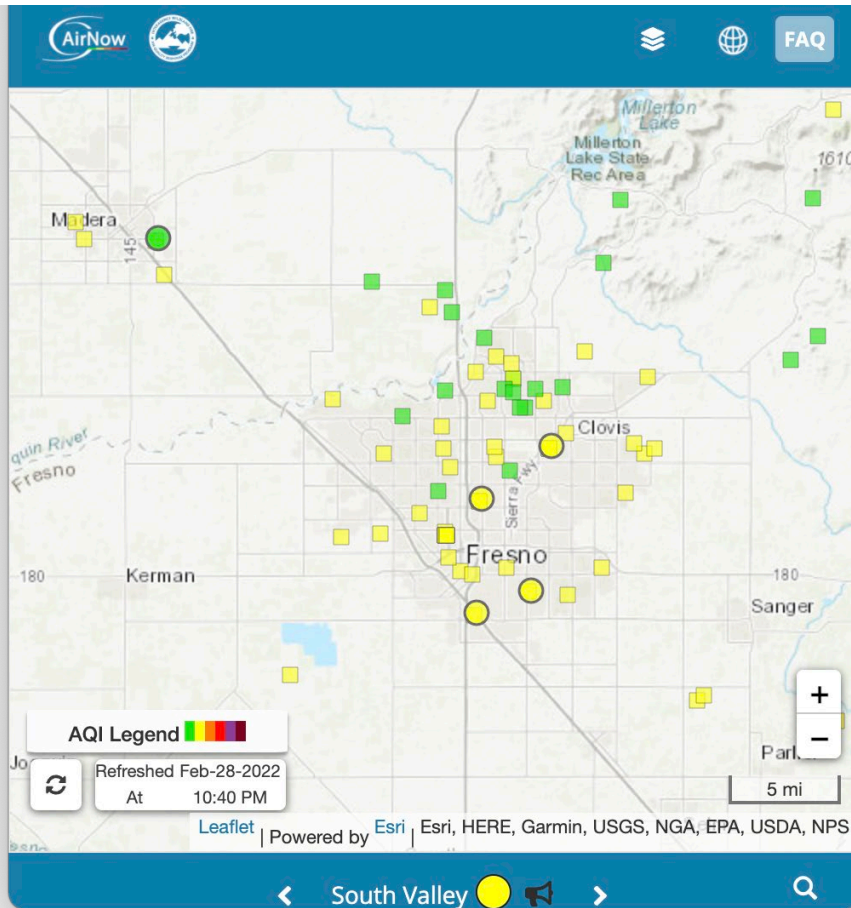 AirNow
FAQ
Millerton
Lake
Millerton
Lake State
Rec Area
1610
Madera
145
Clovis
quin River
Fresno
Sierra Fwy
Fresno
180
Kerman
180
Sanger
+
−
AQI Legend
Refreshed Feb-28-2022
At 10:40 PM
Jo
Parl
5 mi
Leaflet | Powered by Esri | Esri, HERE, Garmin, USGS, NGA, EPA, USDA, NPS
South Valley